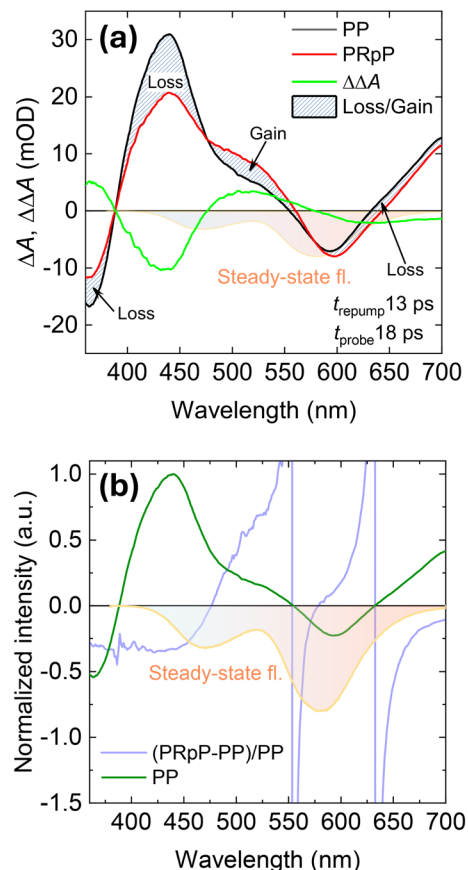 (a)
PP
PRpP
ΔΔA
Loss/Gain
Loss
Gain
Loss
Loss
Steady-state fl.
t_repump 13 ps
t_probe 18 ps
30
20
10
0
-10
-20
ΔA, ΔΔA (mOD)
400 450 500 550 600 650 700
Wavelength (nm)
(b)
1.0
0.5
0.0
-0.5
-1.0
-1.5
Normalized intensity (a.u.)
Steady-state fl.
(PRpP-PP)/PP
PP
400 450 500 550 600 650 700
Wavelength (nm)